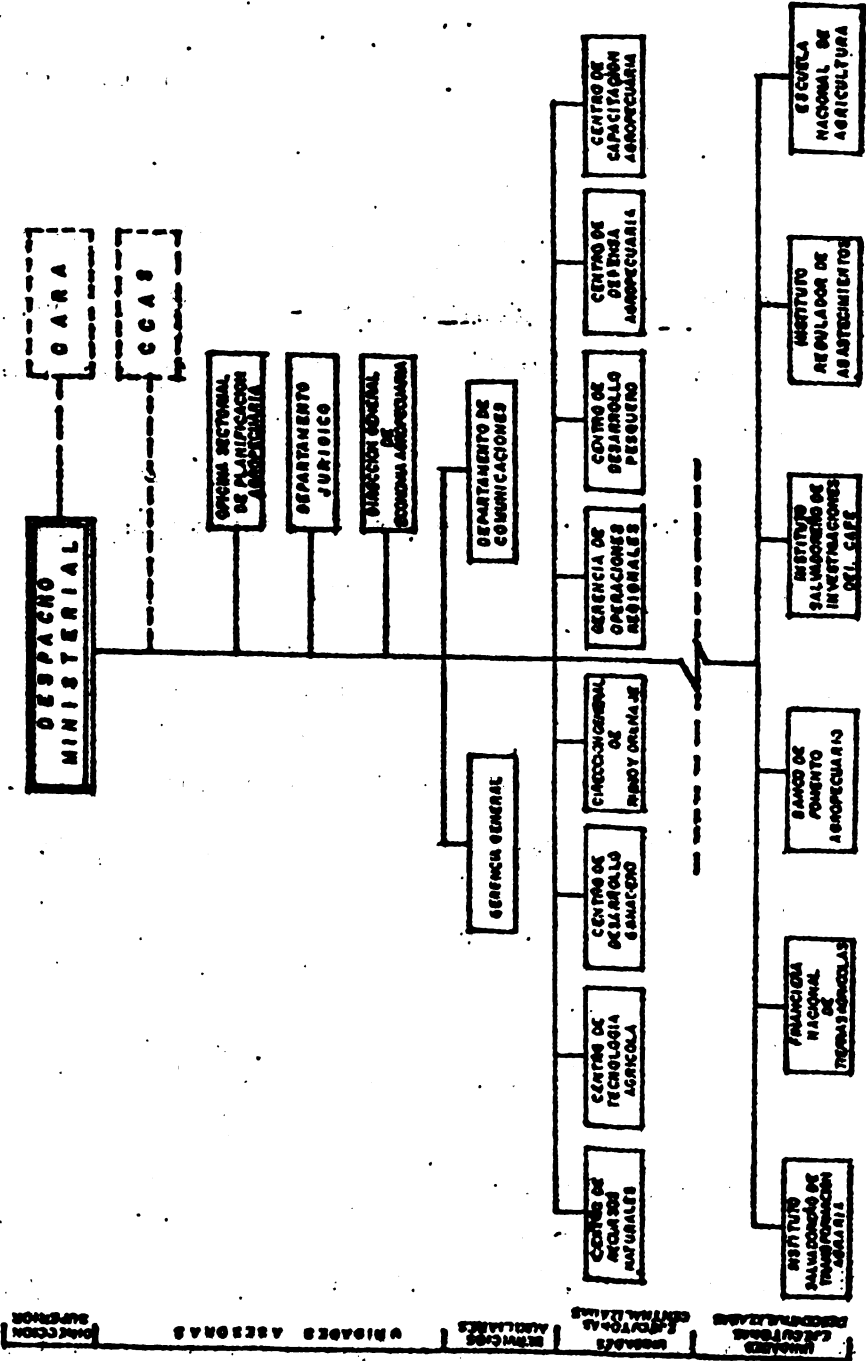 DESPACHO
MINISTERIAL
CARA
CCAS
OFICINA SECTORIAL
DE PLANIFICACION
AGROPECUARIA
DEPARTAMENTO
JURIDICO
DIRECCION GENERAL
DE
ECONOMIA AGROPECUARIA
GERENCIA GENERAL
DEPARTAMENTO DE
COMUNICACIONES
CENTRO DE
RECURSOS
NATURALES
CENTRO DE
TECNOLOGIA
AGRICOLA
CENTRO DE
DESARROLLO
GANADERO
DIRECCION GENERAL
DE
RIEGO Y DRENAJE
GERENCIA DE
OPERACIONES
REGIONALES
CENTRO DE
DESARROLLO
PESQUERO
CENTRO DE
DEFENSA
AGROPECUARIA
CENTRO DE
CAPACITACION
AGROPECUARIA
INSTITUTO
SALVADOREÑO DE
TRANSFORMACION
AGRARIA
FINANCIERA
NACIONAL
DE
TIERRAS AGRICOLAS
BANCO DE
FOMENTO
AGROPECUARIO
INSTITUTO
SALVADOREÑO DE
INVESTIGACIONES
DEL CAFE
INSTITUTO
REGULADOR DE
ABASTECIMIENTOS
ESCUELA
NACIONAL DE
AGRICULTURA
DIRECCION
SUPERIOR
UNIDADES ASESORAS
SERVICIOS
AUXILIARES
UNIDADES
EJECUTORAS
CENTRALIZADAS
UNIDADES
EJECUTORAS
DESCENTRALIZADAS